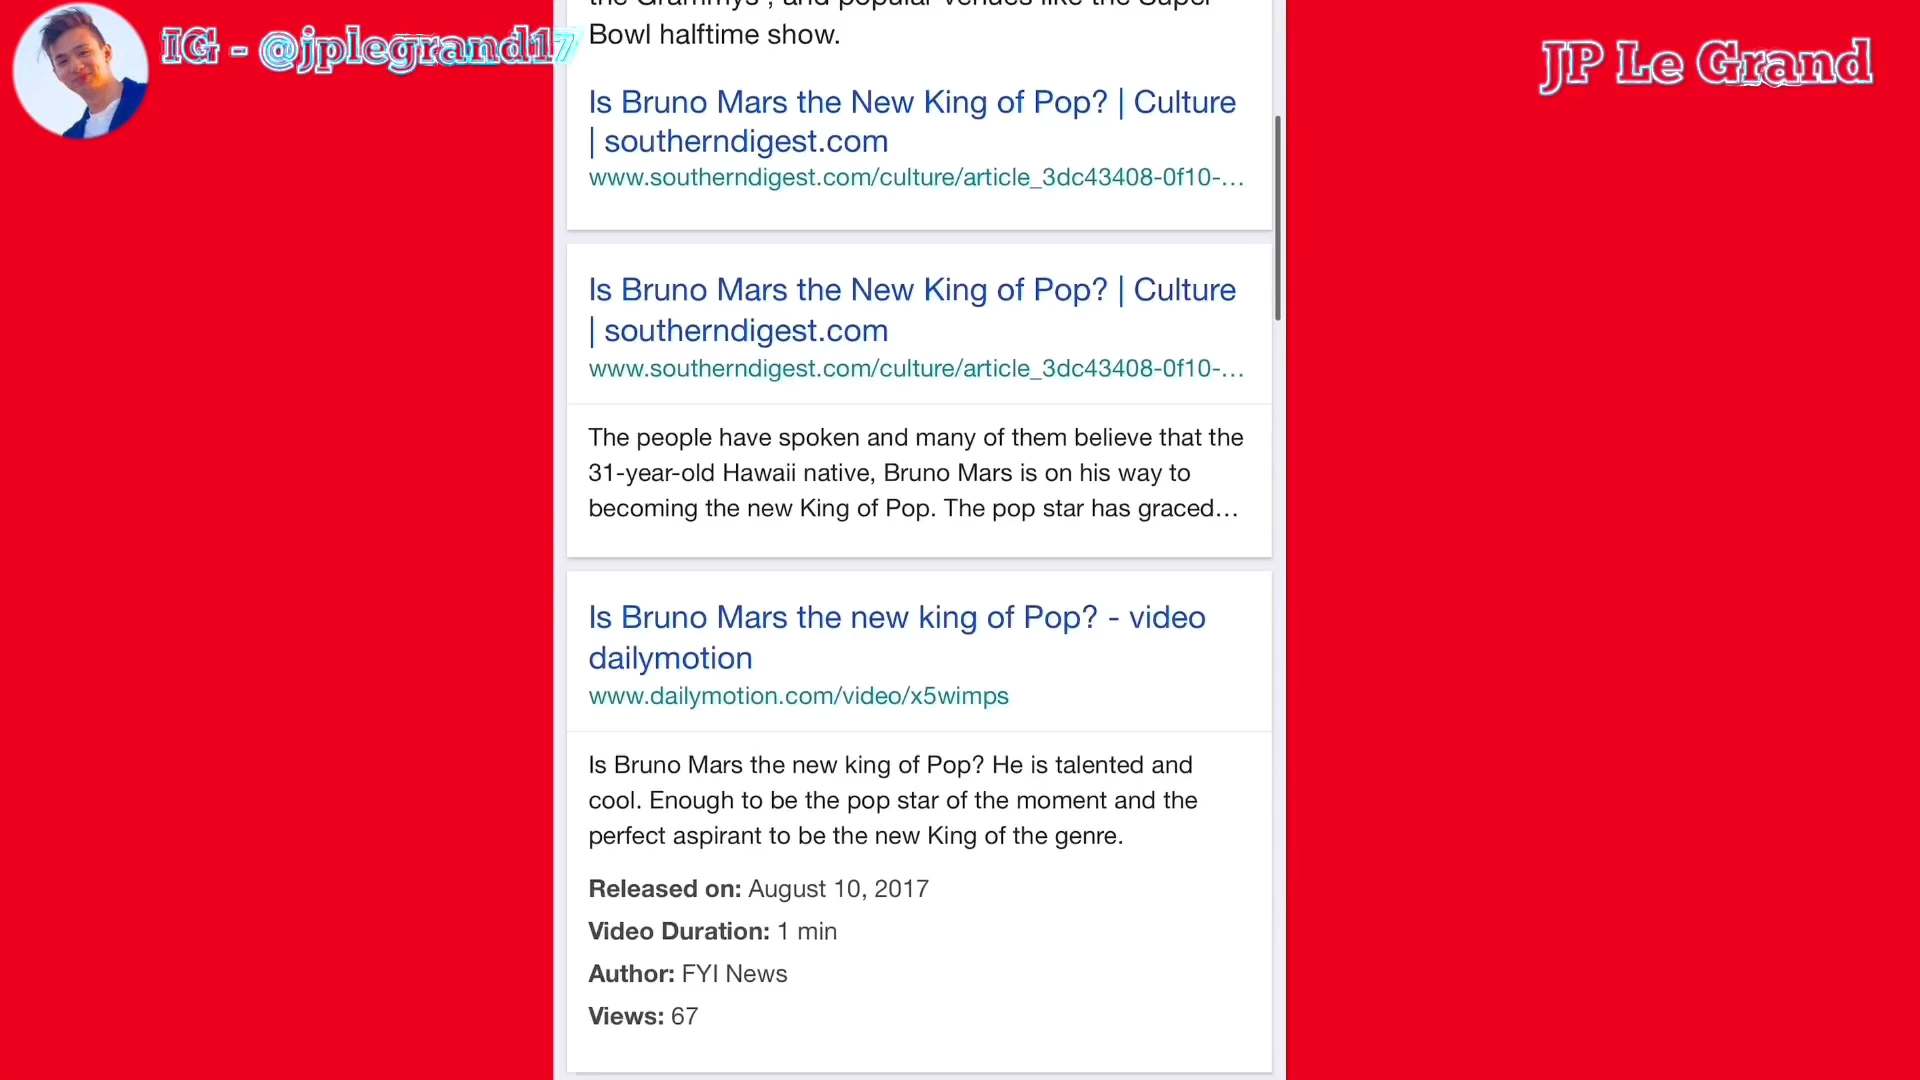 IG - @jplegrand17
JP Le Grand
Bowl halftime show.
Is Bruno Mars the New King of Pop? | Culture
| southerndigest.com
www.southerndigest.com/culture/article_3dc43408-0f10-...
Is Bruno Mars the New King of Pop? | Culture
| southerndigest.com
www.southerndigest.com/culture/article_3dc43408-0f10-...
The people have spoken and many of them believe that the
31-year-old Hawaii native, Bruno Mars is on his way to
becoming the new King of Pop. The pop star has graced...
Is Bruno Mars the new king of Pop? - video
dailymotion
www.dailymotion.com/video/x5wimps
Is Bruno Mars the new king of Pop? He is talented and
cool. Enough to be the pop star of the moment and the
perfect aspirant to be the new King of the genre.
Released on: August 10, 2017
Video Duration: 1 min
Author: FYI News
Views: 67